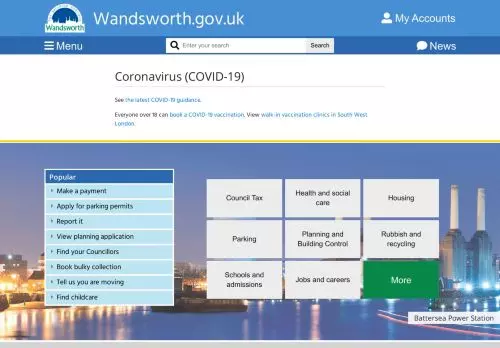 Wandsworth
Wandsworth.gov.uk
My Accounts
Menu
Enter your search
Search
News
Coronavirus (COVID-19)
See the latest COVID-19 guidance.
Everyone over 18 can book a COVID-19 vaccination. View walk-in vaccination clinics in South West
London.
Popular
Make a payment
Apply for parking permits
Report it
View planning application
Find your Councillors
Book bulky collection
Tell us you are moving
Find childcare
Council Tax
Health and social
care
Housing
Parking
Planning and
Building Control
Rubbish and
recycling
Schools and
admissions
Jobs and careers
More
Battersea Power Station